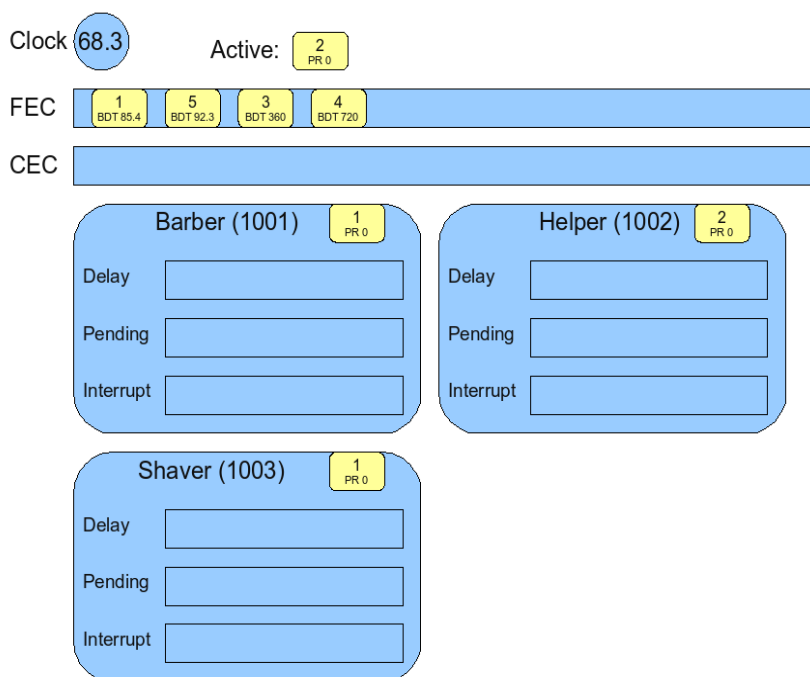 Clock 68.3 Active: 2
PR 0
FEC 1 5 3 4
BDT 85.4 BDT 92.3 BDT 360 BDT 720
CEC
Barber (1001) 1
PR 0
Delay
Pending
Interrupt
Helper (1002) 2
PR 0
Delay
Pending
Interrupt
Shaver (1003) 1
PR 0
Delay
Pending
Interrupt